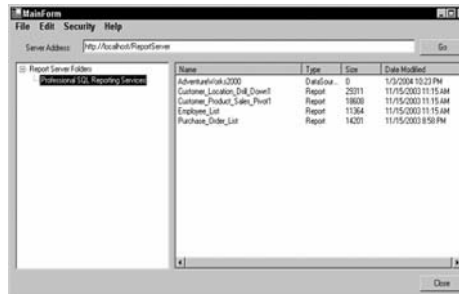 MainForm
File Edit Security Help
Server Address: http://localhost/ReportServer Go
Report Server Folders
Professional SQL Reporting Services
Name Type Size Date Modified
AdventureWorks2000 DataSour... 0 1/3/2004 10:23 PM
Customer_Location_Drill_Down1 Report 29311 11/15/2003 11:15 AM
Customer_Product_Sales_Pivot1 Report 18600 11/15/2003 11:15 AM
Employee_List Report 11364 11/15/2003 11:15 AM
Purchase_Order_List Report 14201 11/15/2003 8:58 PM
Close